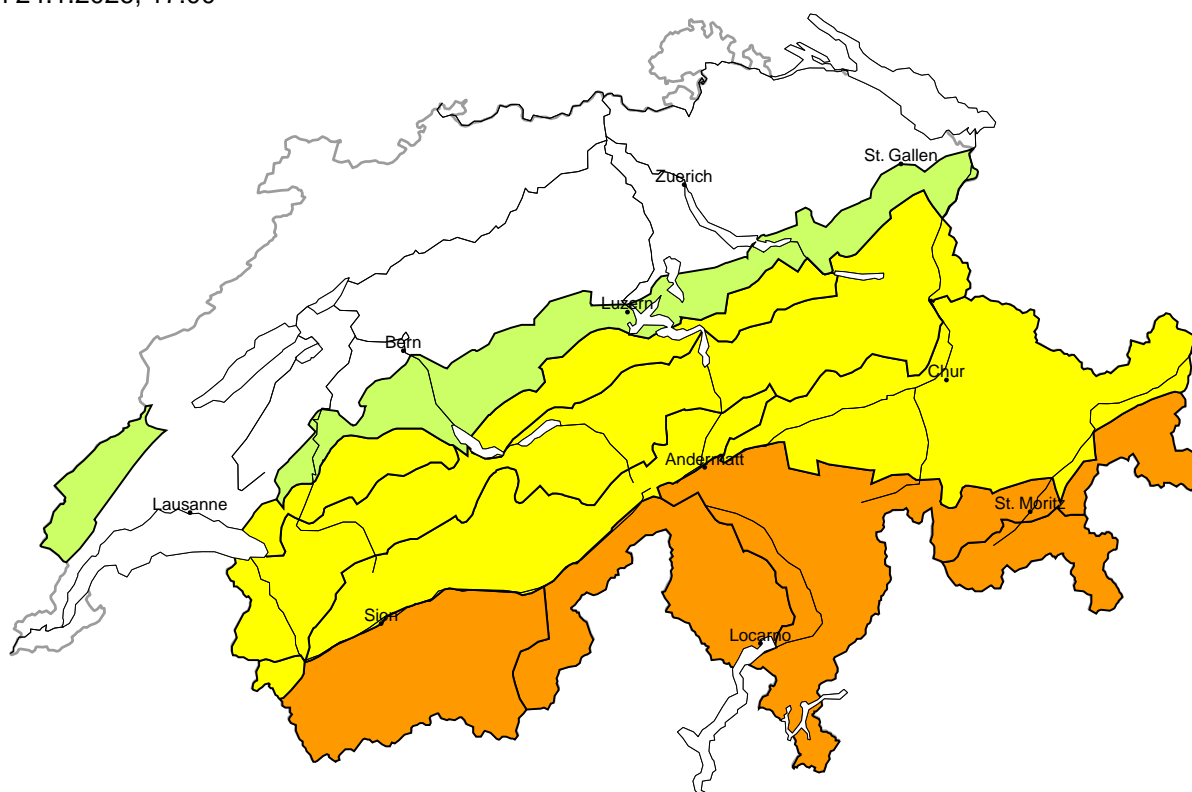 St. Gallen
Zuerich
Luzern
Bern
Chur
Andermatt
Lausanne
St. Moritz
Sion
Locarno